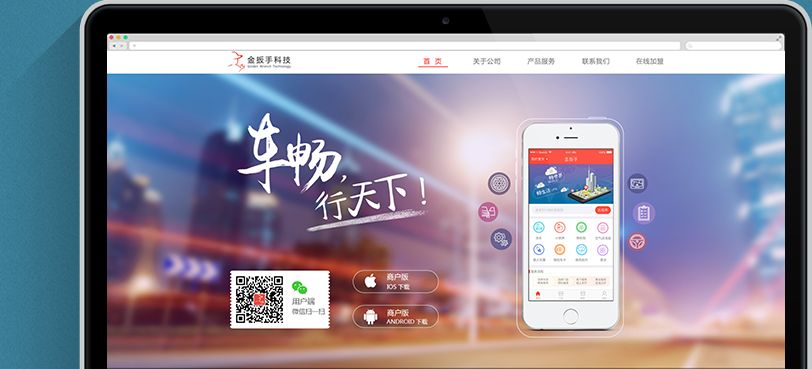 金扳手科技
Golden Wrench Technology
首 页
关于公司
产品服务
联系我们
在线加盟
车畅,
行天下!
金扳手
用户端
微信扫一扫
商户版
IOS 下载
商户版
ANDROID 下载